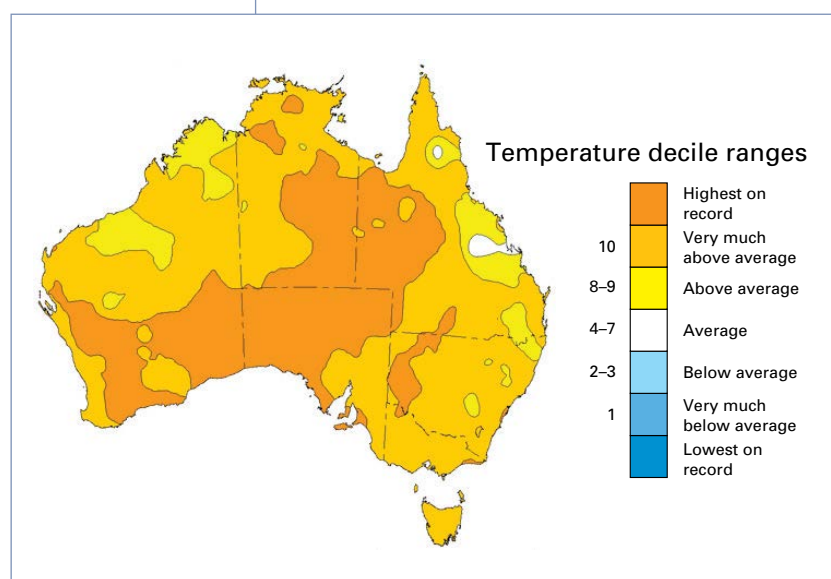 Temperature decile ranges
Highest on
record
10
Very much
above average
8–9
Above average
4–7
Average
2–3
Below average
1
Very much
below average
Lowest on
record